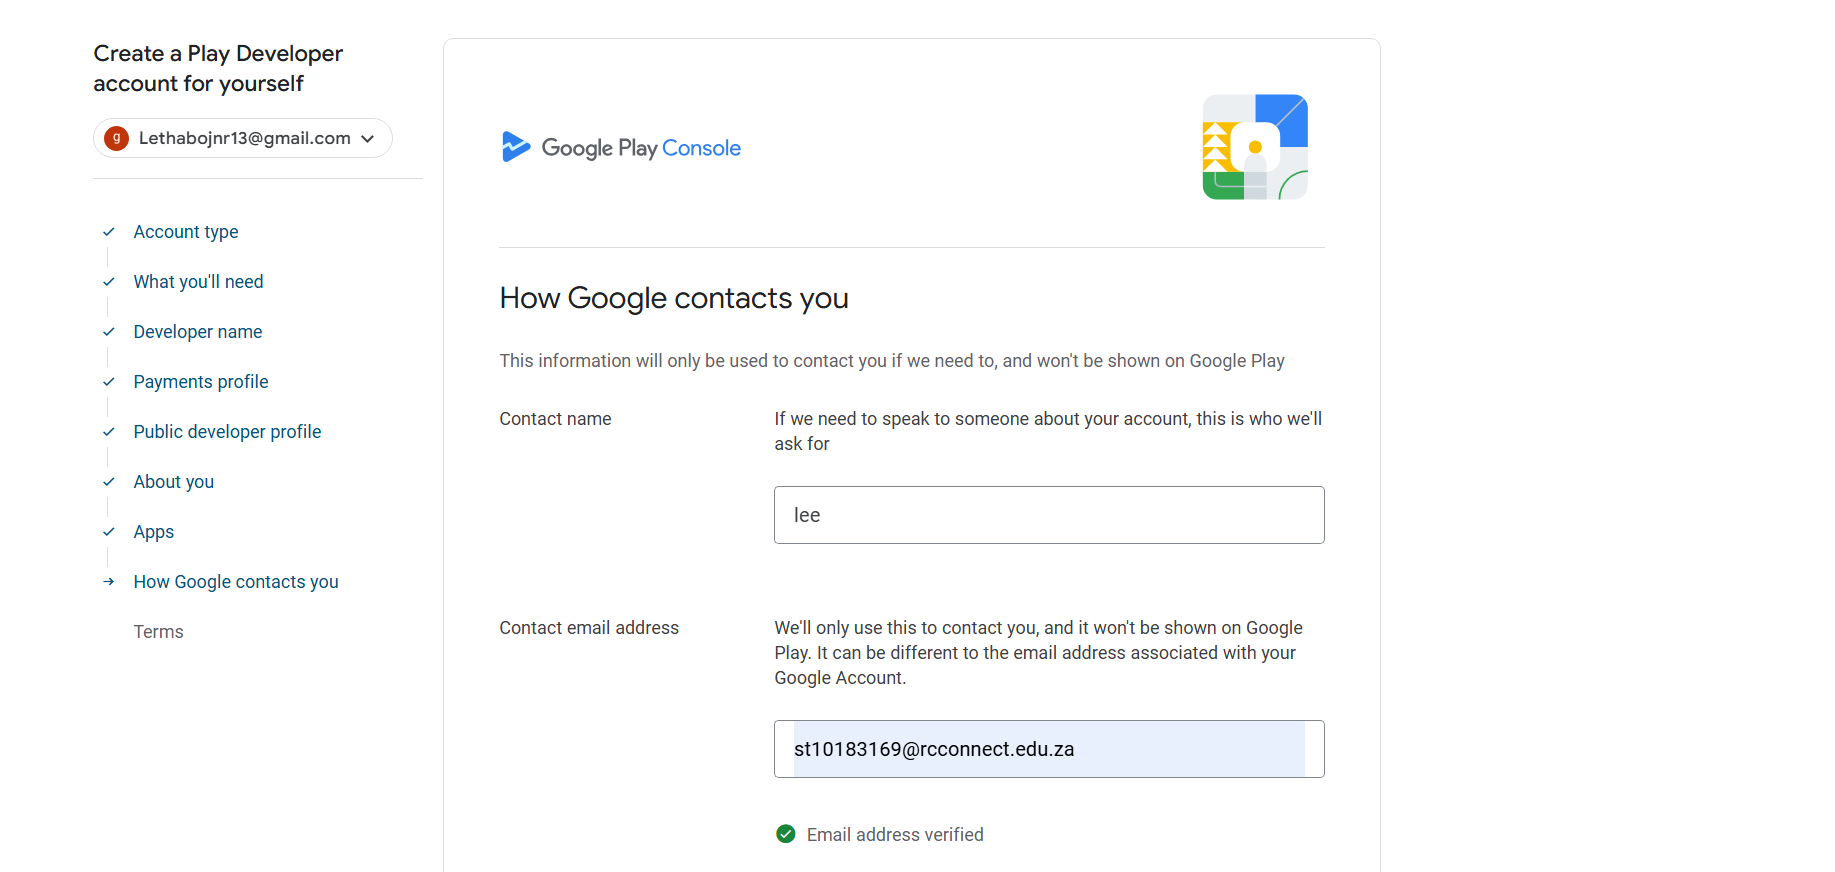 Create a Play Developer
account for yourself
g
Lethabojnr13@gmail.com
Account type
What you'll need
Developer name
Payments profile
Public developer profile
About you
Apps
How Google contacts you
Terms
Google Play Console
How Google contacts you
This information will only be used to contact you if we need to, and won't be shown on Google Play
Contact name
If we need to speak to someone about your account, this is who we'll
ask for
lee
Contact email address
We'll only use this to contact you, and it won't be shown on Google
Play. It can be different to the email address associated with your
Google Account.
st10183169@rcconnect.edu.za
Email address verified